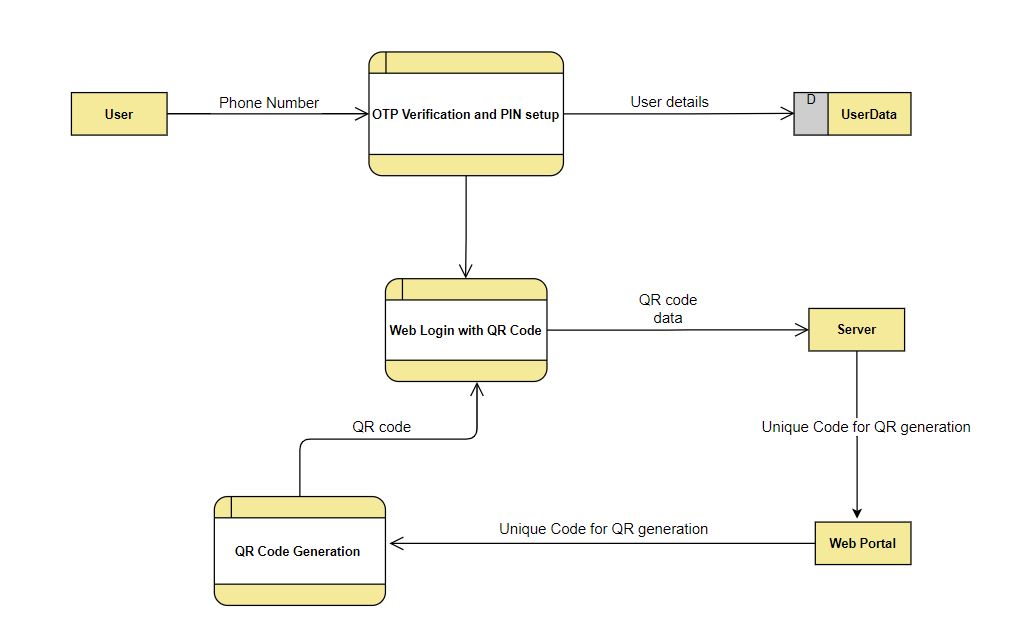 Phone Number
User details
D
User
OTP Verification and PIN setup
UserData
QR code
data
Web Login with QR Code
Server
QR code
Unique Code for QR generation
Unique Code for QR generation
QR Code Generation
Web Portal